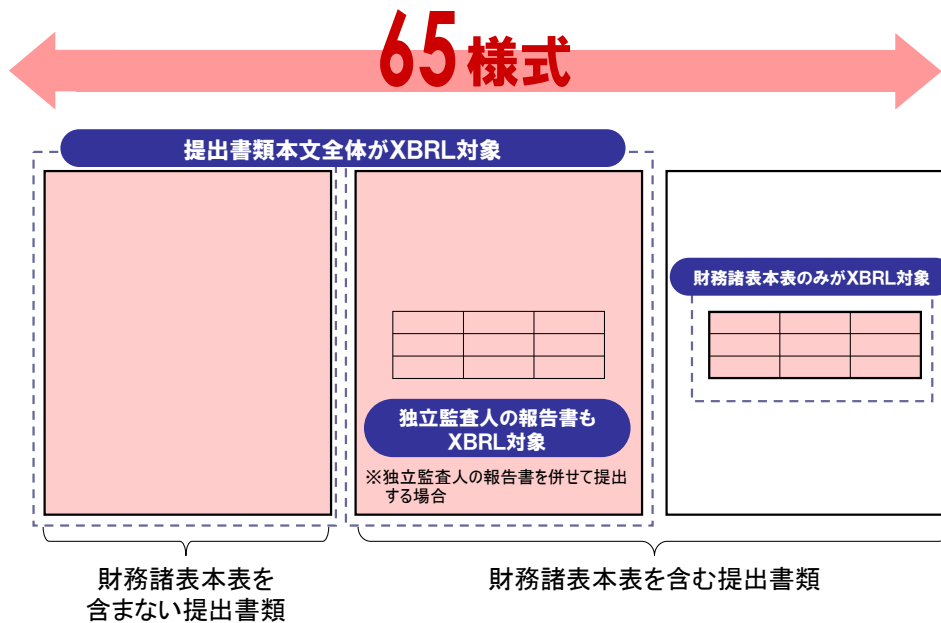 65様式
提出書類本文全体がXBRL対象
財務諸表本表のみがXBRL対象
独立監査人の報告書も
XBRL対象
※独立監査人の報告書を併せて提出
する場合
財務諸表本表を
含まない提出書類
財務諸表本表を含む提出書類